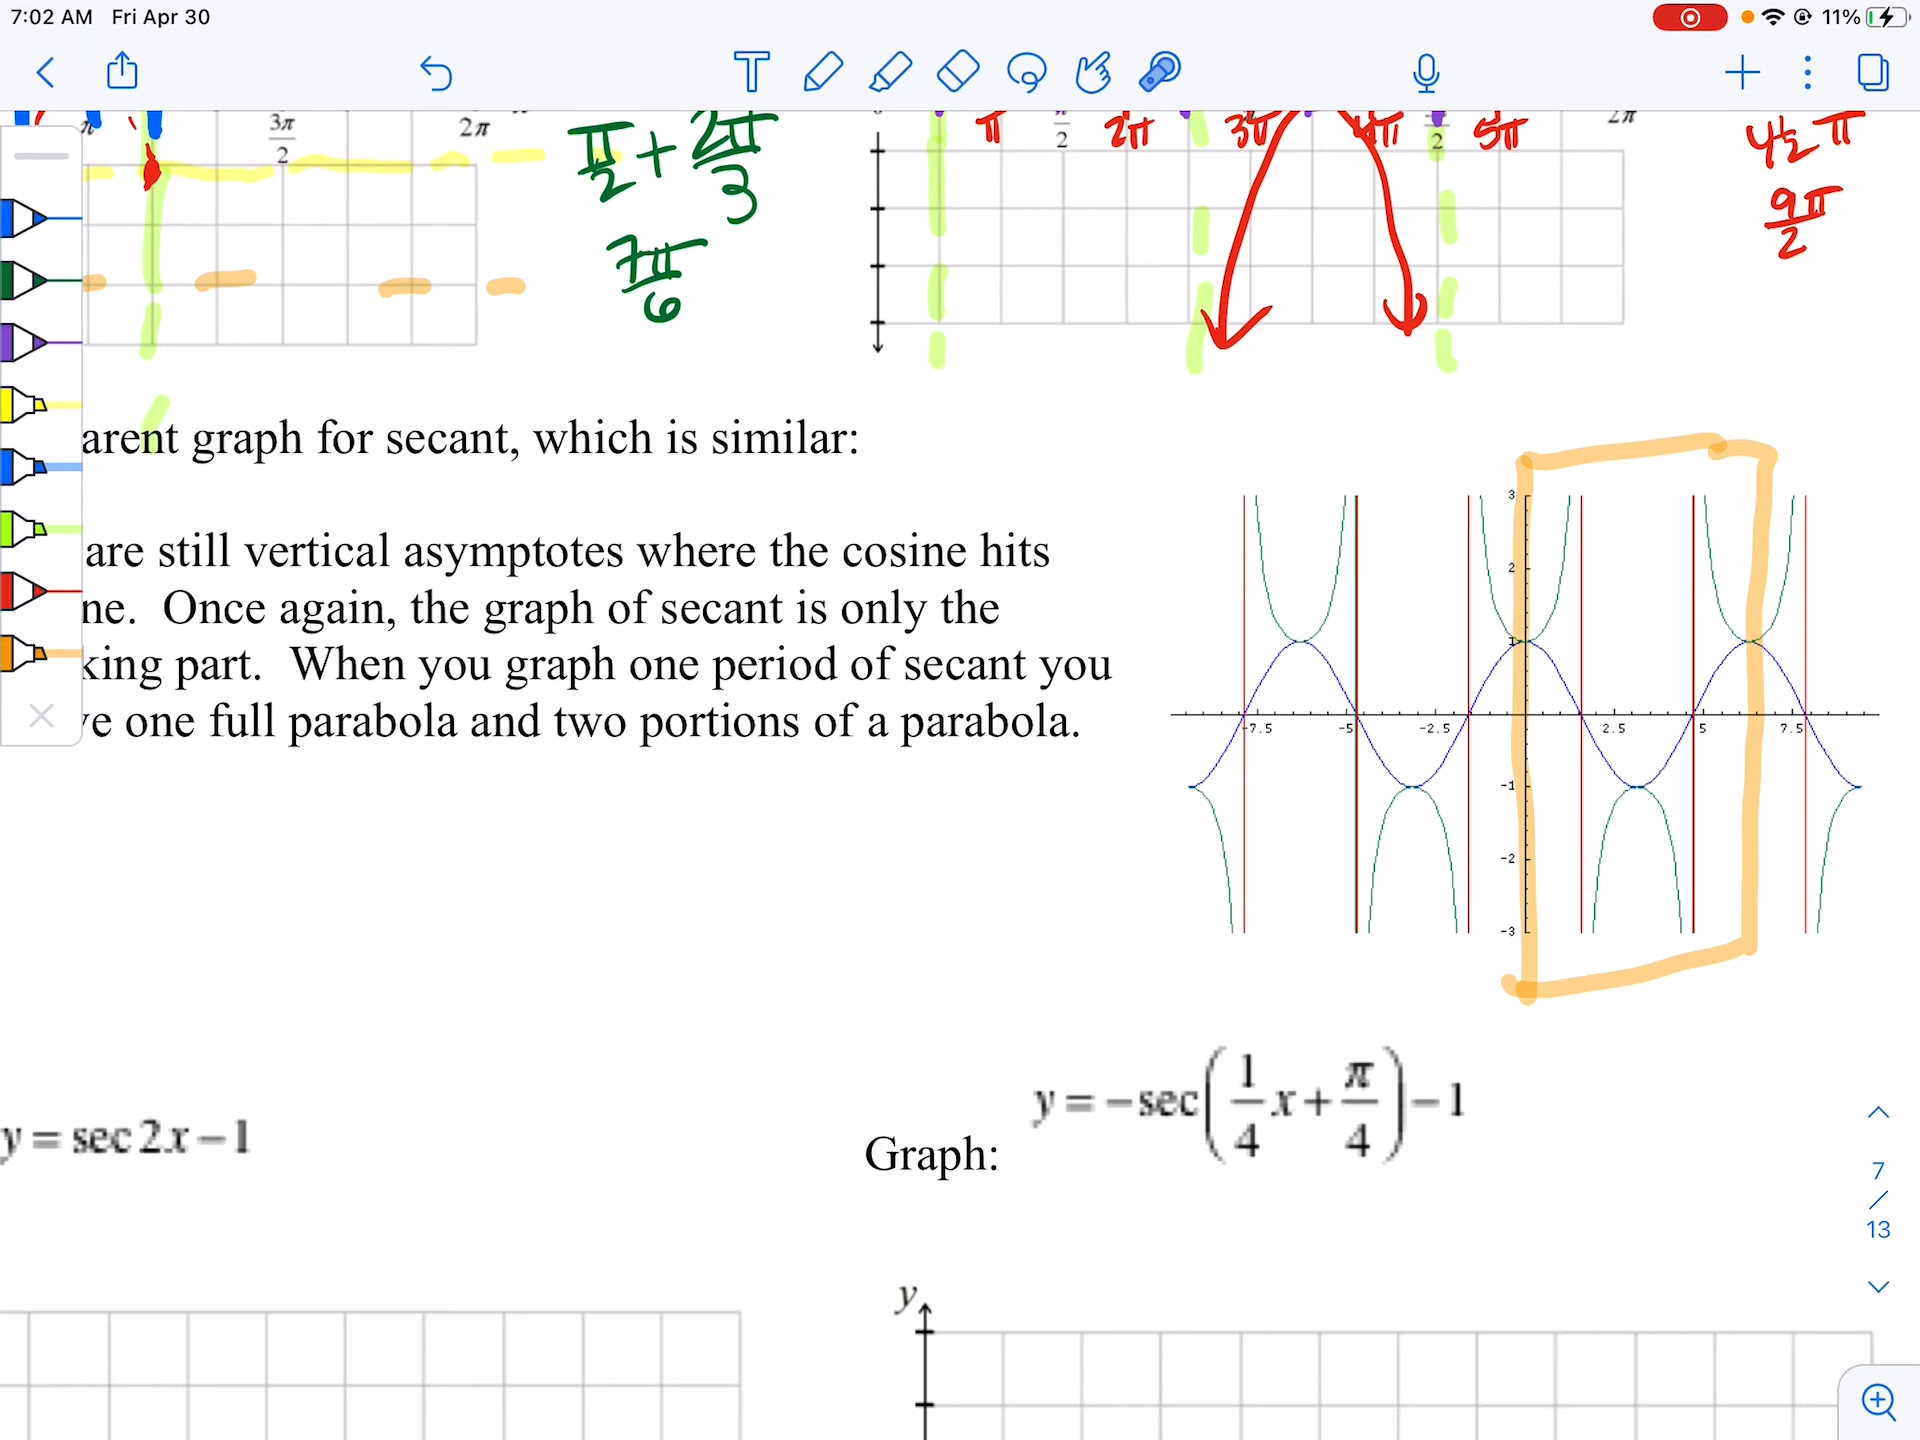 7:02 AM Fri Apr 30
11%
3π/2
2π
π/2 + 2π/3
7π/6
π
π/2
2π
3π
4π
2
5π
2π
4½ π
9π/2
arent graph for secant, which is similar:
are still vertical asymptotes where the cosine hits
ne. Once again, the graph of secant is only the
king part. When you graph one period of secant you
ve one full parabola and two portions of a parabola.
3
2
1
-7.5 -5 -2.5 2.5 5 7.5
-1
-2
-3
y = sec 2x − 1
Graph: y = −sec(1/4 x + π/4) − 1
7
/
13
y